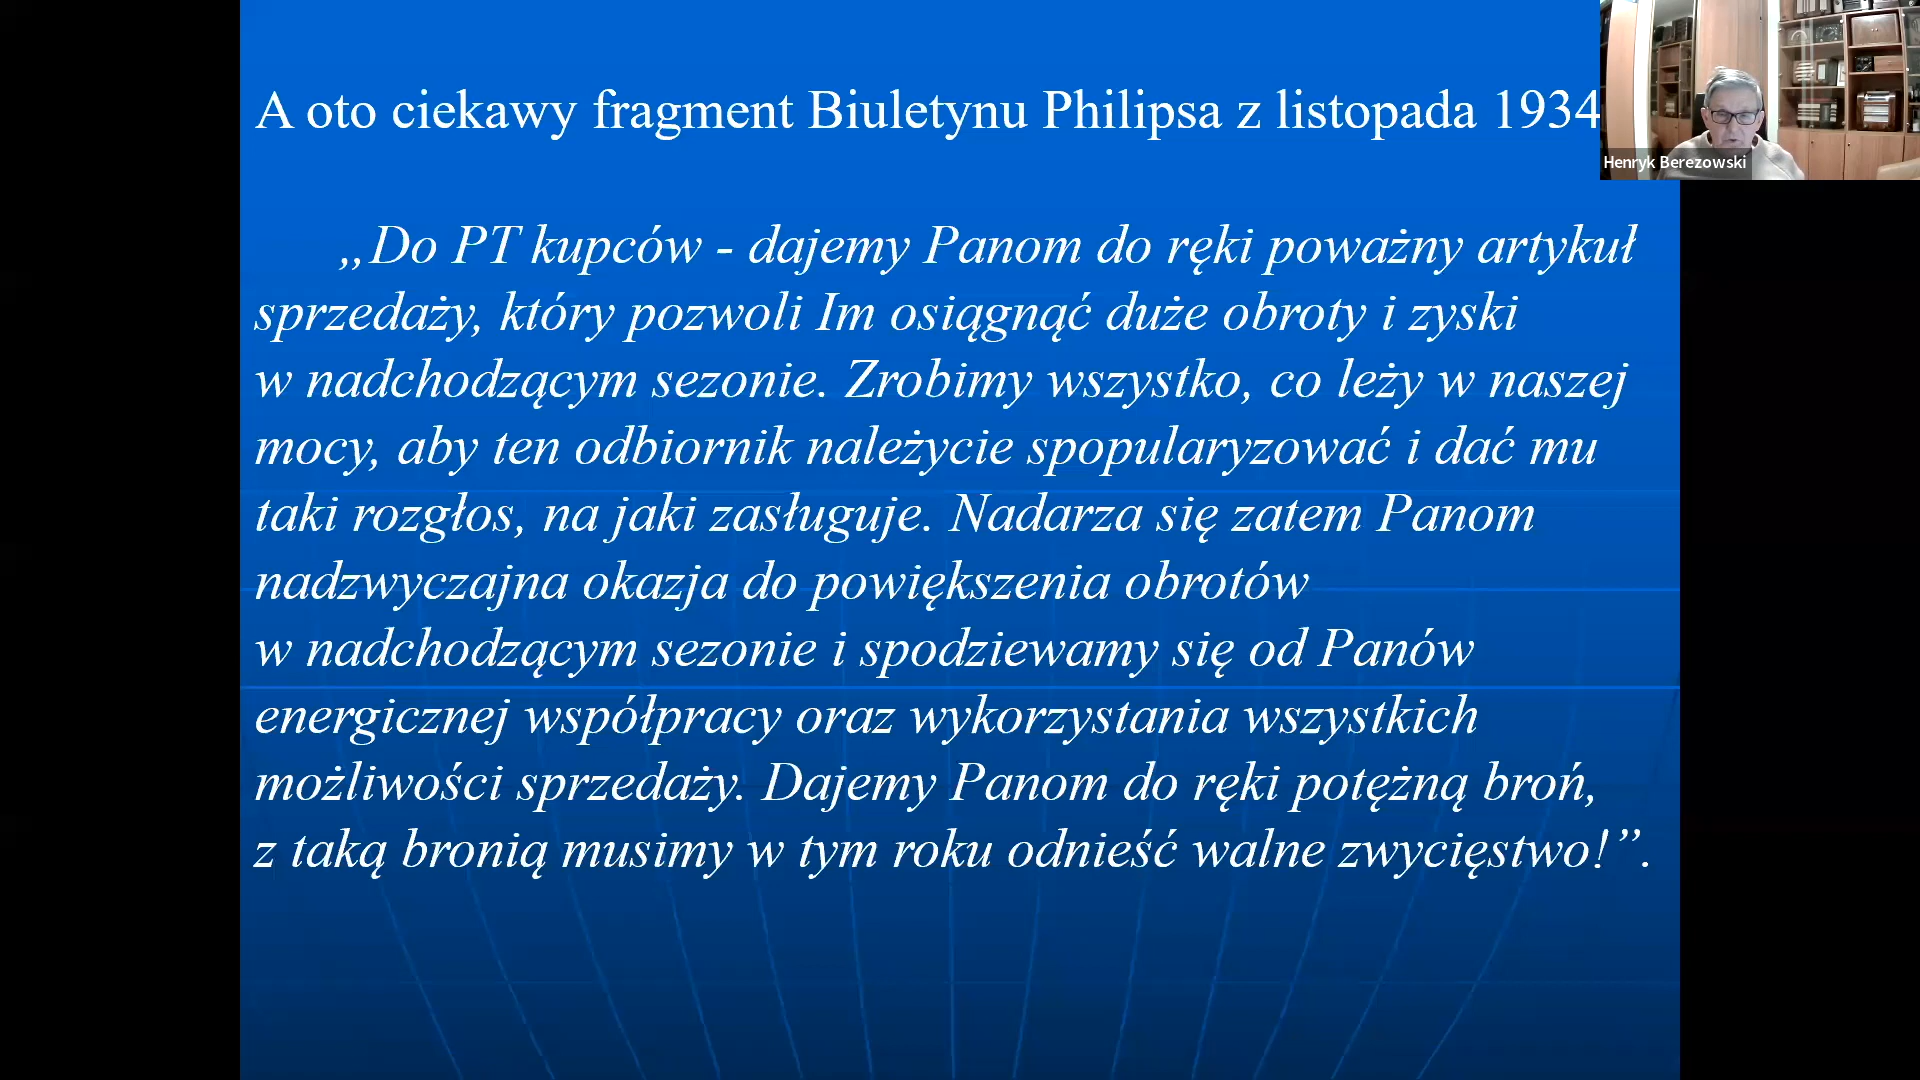 A oto ciekawy fragment Biuletynu Philipsa z listopada 1934
Henryk Berezowski
„Do PT kupców - dajemy Panom do ręki poważny artykuł
sprzedaży, który pozwoli Im osiągnąć duże obroty i zyski
w nadchodzącym sezonie. Zrobimy wszystko, co leży w naszej
mocy, aby ten odbiornik należycie spopularyzować i dać mu
taki rozgłos, na jaki zasługuje. Nadarza się zatem Panom
nadzwyczajna okazja do powiększenia obrotów
w nadchodzącym sezonie i spodziewamy się od Panów
energicznej współpracy oraz wykorzystania wszystkich
możliwości sprzedaży. Dajemy Panom do ręki potężną broń,
z taką bronią musimy w tym roku odnieść walne zwycięstwo!”.